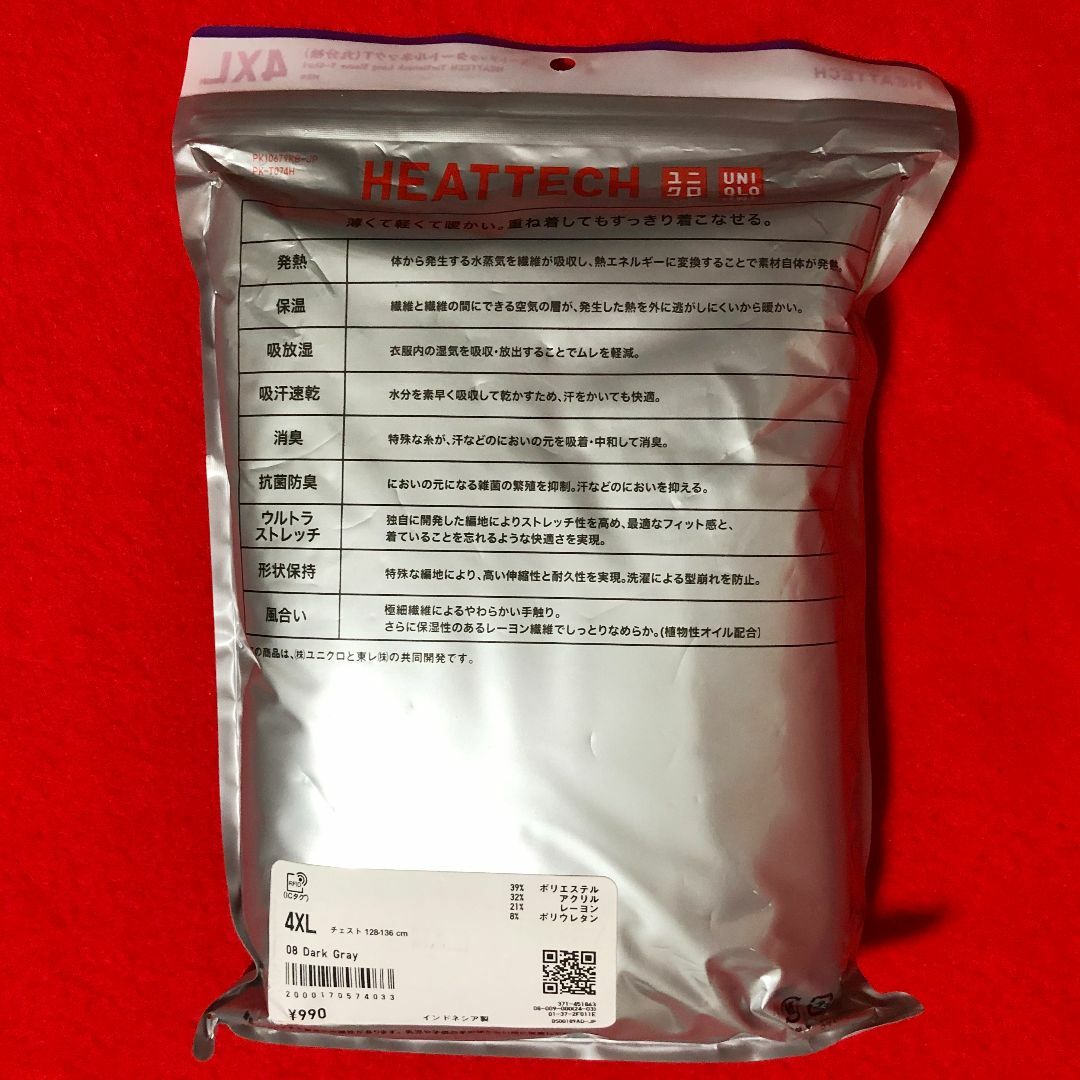 4XL
HEATTECH
PK10679KB-JP
PK-T074H
HEATTECH ユニクロ UNIQLO
薄くて軽くて暖かい。重ね着してもすっきり着こなせる。
発熱 体から発生する水蒸気を繊維が吸収し、熱エネルギーに変換することで素材自体が発熱。
保温 繊維と繊維の間にできる空気の層が、発生した熱を外に逃がしにくいから暖かい。
吸放湿 衣服内の湿気を吸収・放出することでムレを軽減。
吸汗速乾 水分を素早く吸収して乾かすため、汗をかいても快適。
消臭 特殊な糸が、汗などのにおいの元を吸着・中和して消臭。
抗菌防臭 においの元になる雑菌の繁殖を抑制。汗などのにおいを抑える。
ウルトラ
ストレッチ
独自に開発した編地によりストレッチ性を高め、最適なフィット感と、
着ていることを忘れるような快適さを実現。
形状保持 特殊な編地により、高い伸縮性と耐久性を実現。洗濯による型崩れを防止。
風合い
極細繊維によるやわらかい手触り。
さらに保湿性のあるレーヨン繊維でしっとりなめらか。(植物性オイル配合)
の商品は、㈱ユニクロと東レ㈱の共同開発です。
RFID
(ICタグ)
39% ポリエステル
32% アクリル
21% レーヨン
8% ポリウレタン
4XL チェスト 128-136 cm
08 Dark Gray
2000170574033
¥990
インドネシア製
371-451863
08-009-000(24-03)
01-37-2F011E